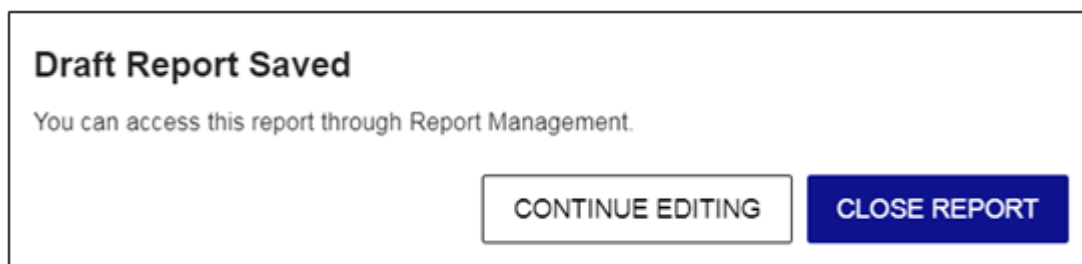 Draft Report Saved
You can access this report through Report Management.
CONTINUE EDITING CLOSE REPORT